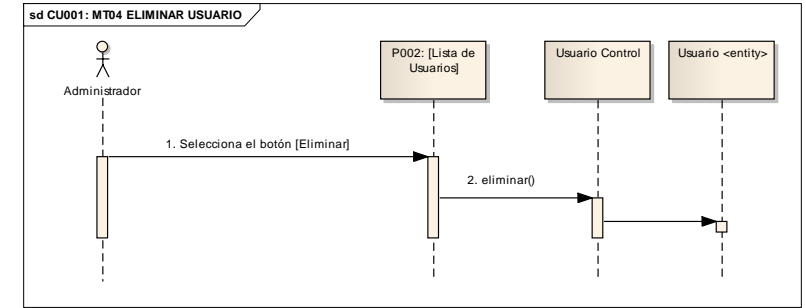 sd CU001: MT04 ELIMINAR USUARIO
P002: [Lista de
Usuarios]
Usuario Control
Usuario <entity>
Administrador
1. Selecciona el botón [Eliminar]
2. eliminar()